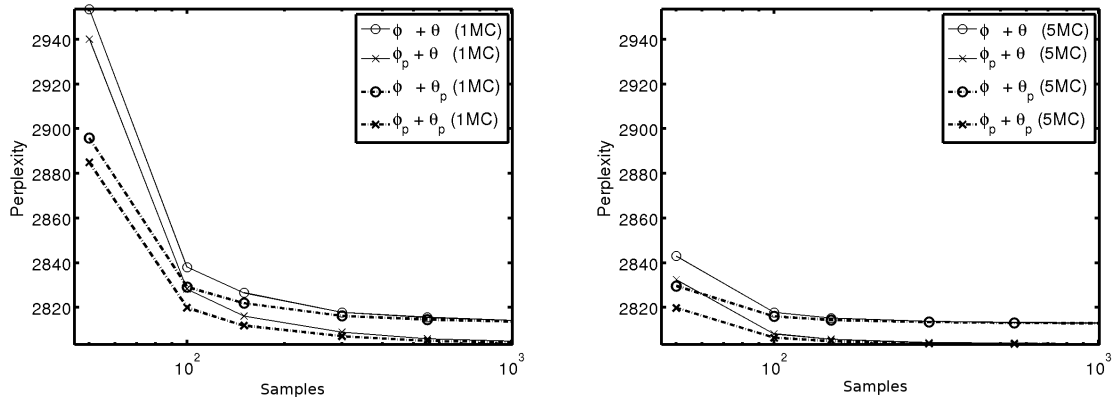 2940
2920
2900
2880
2860
2840
2820
Perplexity
10^2
10^3
Samples
ϕ + θ (1MC)
ϕ_p + θ (1MC)
ϕ + θ_p (1MC)
ϕ_p + θ_p (1MC)
2940
2920
2900
2880
2860
2840
2820
Perplexity
10^2
10^3
Samples
ϕ + θ (5MC)
ϕ_p + θ (5MC)
ϕ + θ_p (5MC)
ϕ_p + θ_p (5MC)